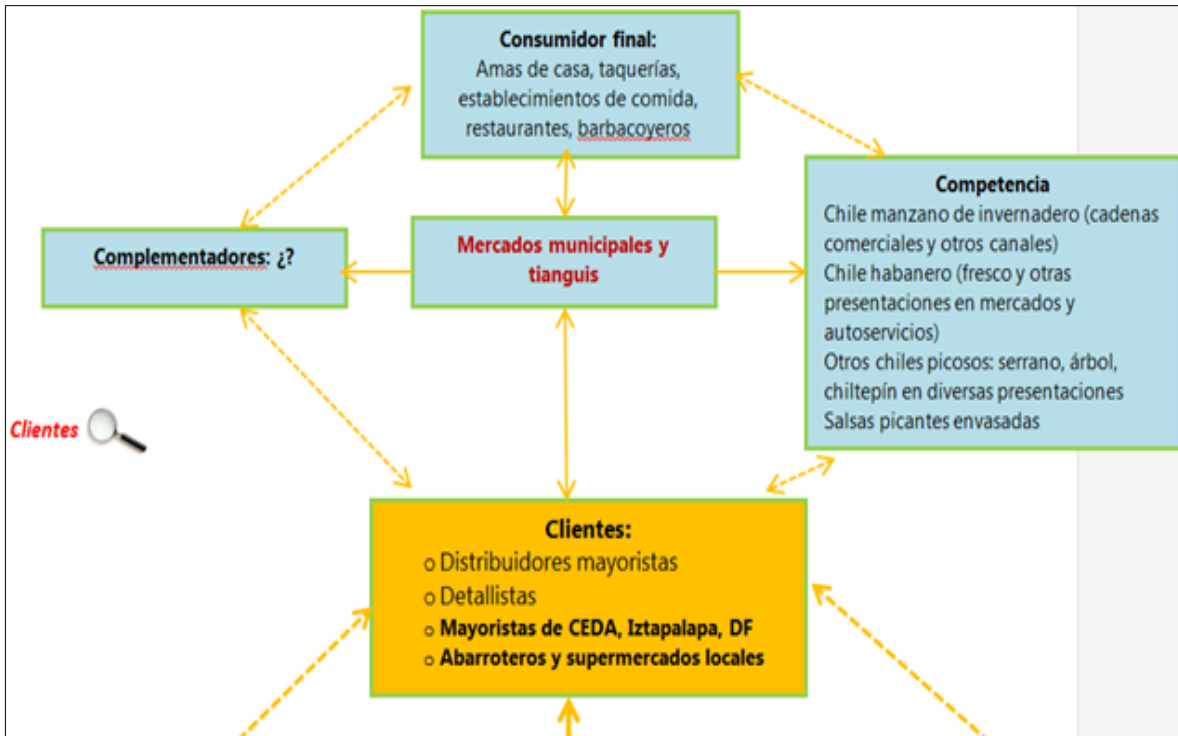 Consumidor final:
Amas de casa, taquerías,
establecimientos de comida,
restaurantes, barbacoyeros
Complementadores: ¿?
Mercados municipales y
tianguis
Competencia
Chile manzano de invernadero (cadenas
comerciales y otros canales)
Chile habanero (fresco y otras
presentaciones en mercados y
autoservicios)
Otros chiles picosos: serrano, árbol,
chiltepín en diversas presentaciones
Salsas picantes envasadas
Clientes
Clientes:
o Distribuidores mayoristas
o Detallistas
o Mayoristas de CEDA, Iztapalapa, DF
o Abarroteros y supermercados locales